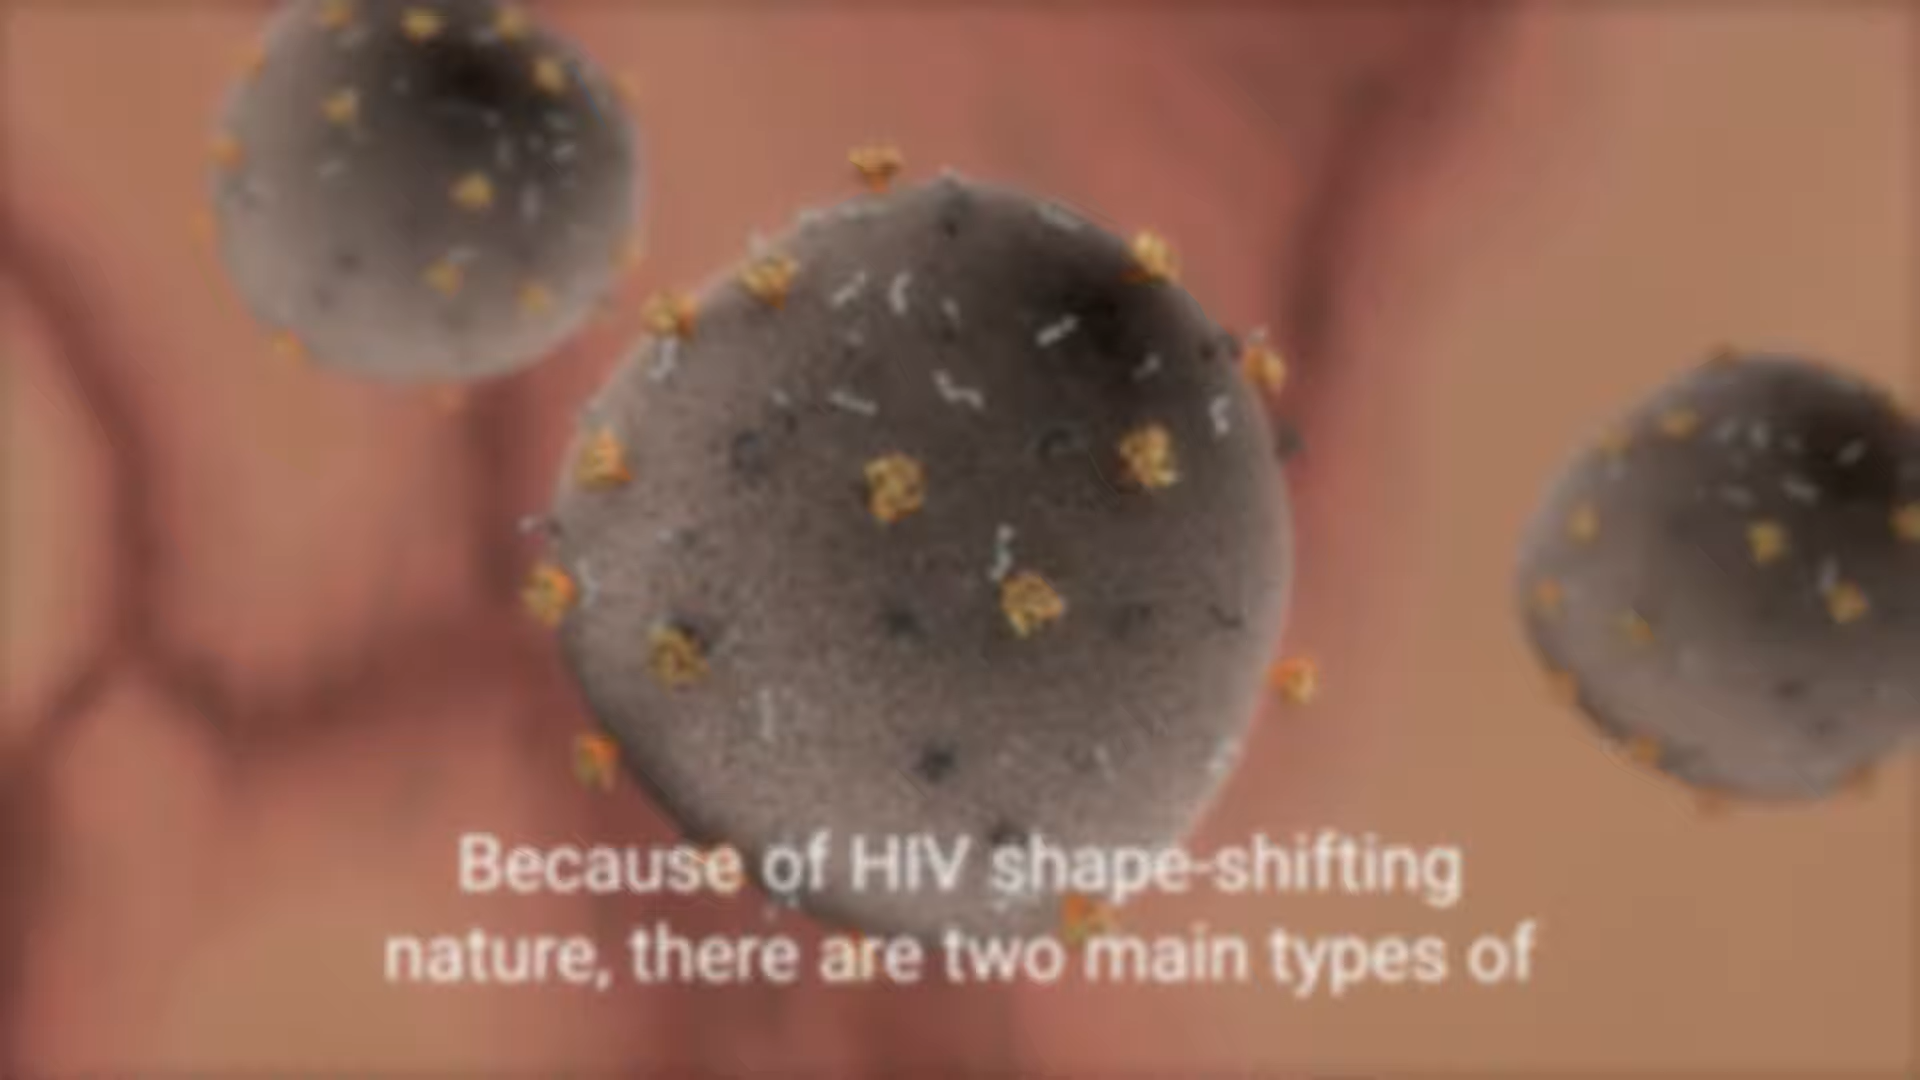 Because of HIV shape-shifting
nature, there are two main types of